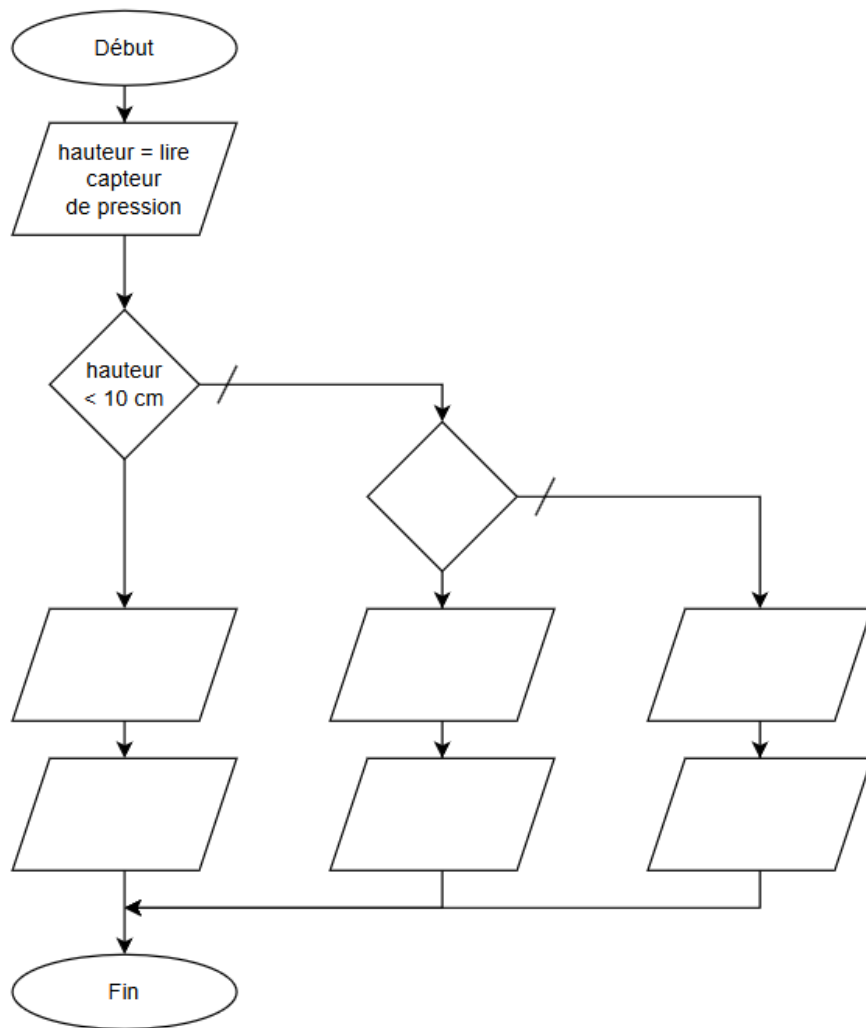 Début
hauteur = lire
capteur
de pression
hauteur
< 10 cm
Fin